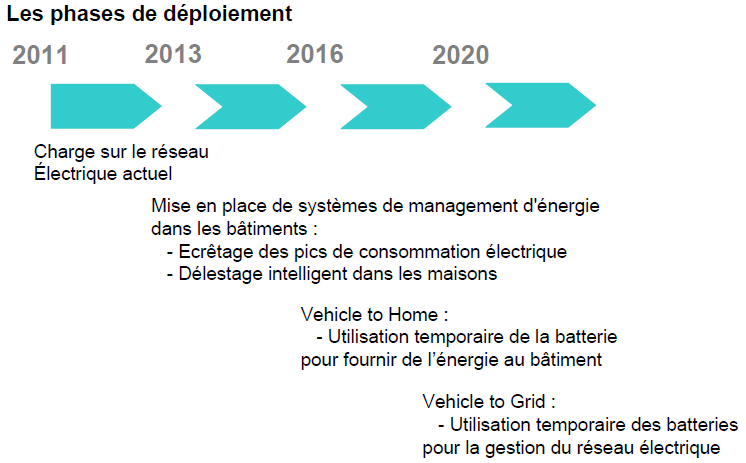 Les phases de déploiement
2011 2013 2016 2020
Charge sur le réseau
Électrique actuel
Mise en place de systèmes de management d'énergie
dans les bâtiments :
- Ecrêtage des pics de consommation électrique
- Délestage intelligent dans les maisons
Vehicle to Home :
- Utilisation temporaire de la batterie
pour fournir de l’énergie au bâtiment
Vehicle to Grid :
- Utilisation temporaire des batteries
pour la gestion du réseau électrique